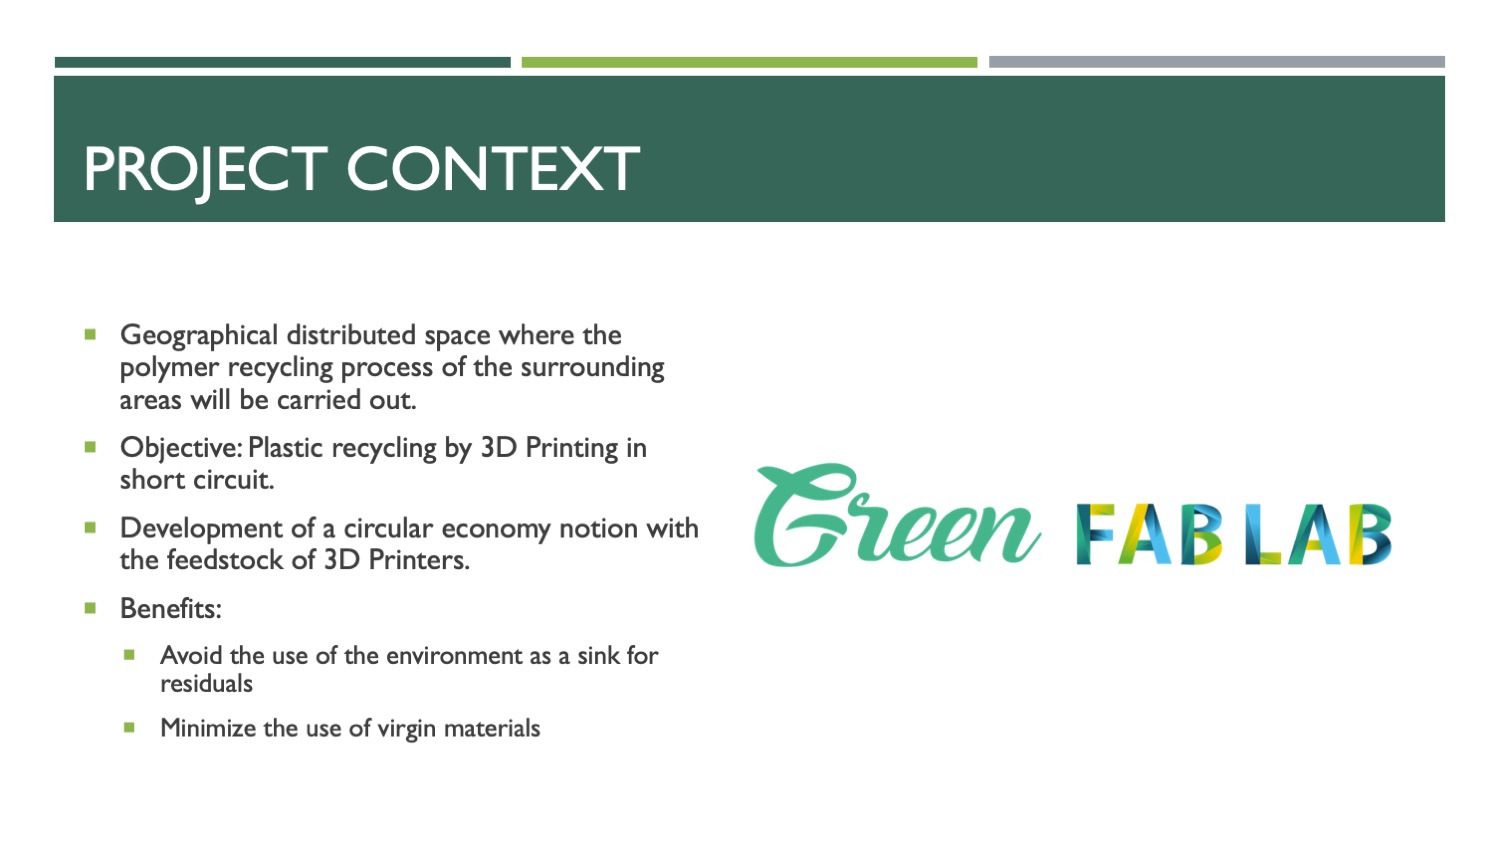 PROJECT CONTEXT
Geographical distributed space where the
polymer recycling process of the surrounding
areas will be carried out.
Objective: Plastic recycling by 3D Printing in
short circuit.
Development of a circular economy notion with
the feedstock of 3D Printers.
Benefits:
Avoid the use of the environment as a sink for
residuals
Minimize the use of virgin materials
Green FAB LAB